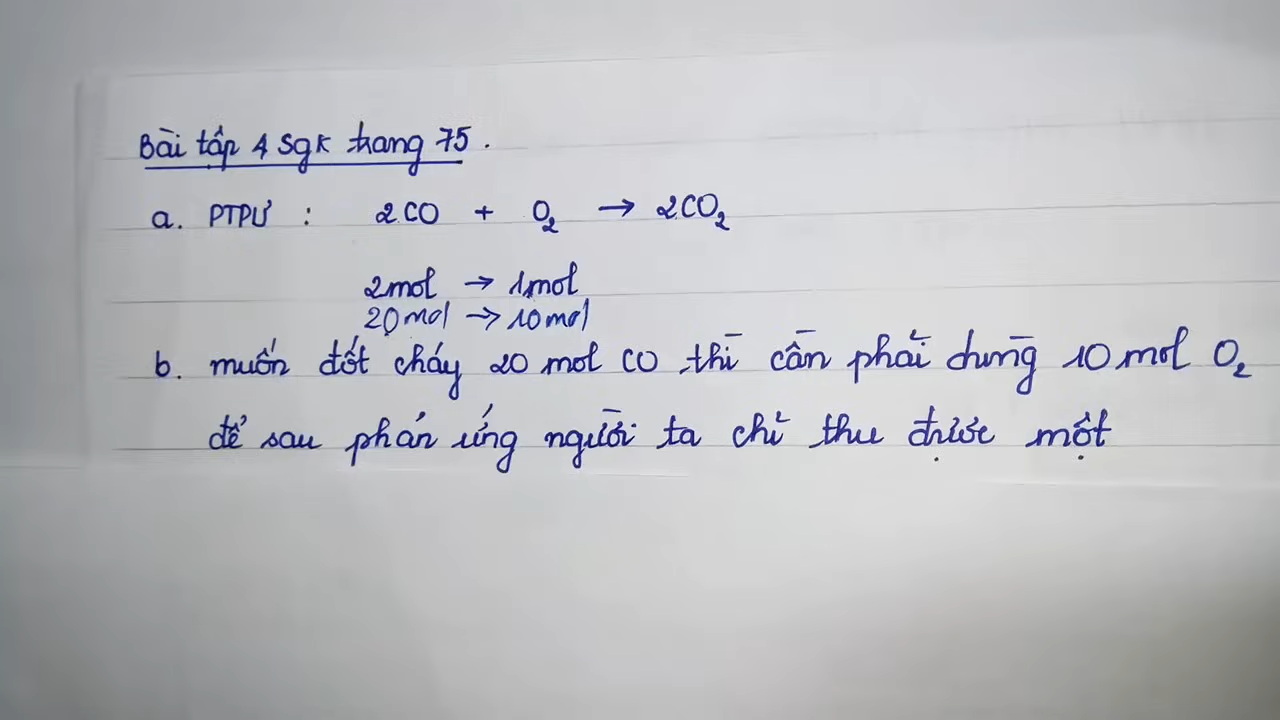 Bài tập 4 Sgk trang 75.
a. PTPƯ : 2CO + O₂ → 2CO₂
2mol → 1mol
20mol → 10mol
b. muốn đốt cháy 20 mol CO thì cần phải dùng 10 mol O₂
để sau phản ứng người ta chỉ thu được một